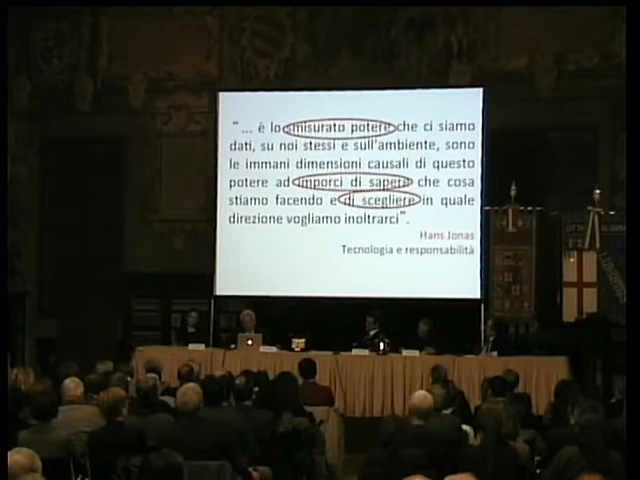 "... è lo smisurato potere che ci siamo
dati, su noi stessi e sull'ambiente, sono
le immani dimensioni causali di questo
potere ad imporci di sapere che cosa
stiamo facendo e di scegliere in quale
direzione vogliamo inoltrarci".
Hans Jonas
Tecnologia e responsabilità